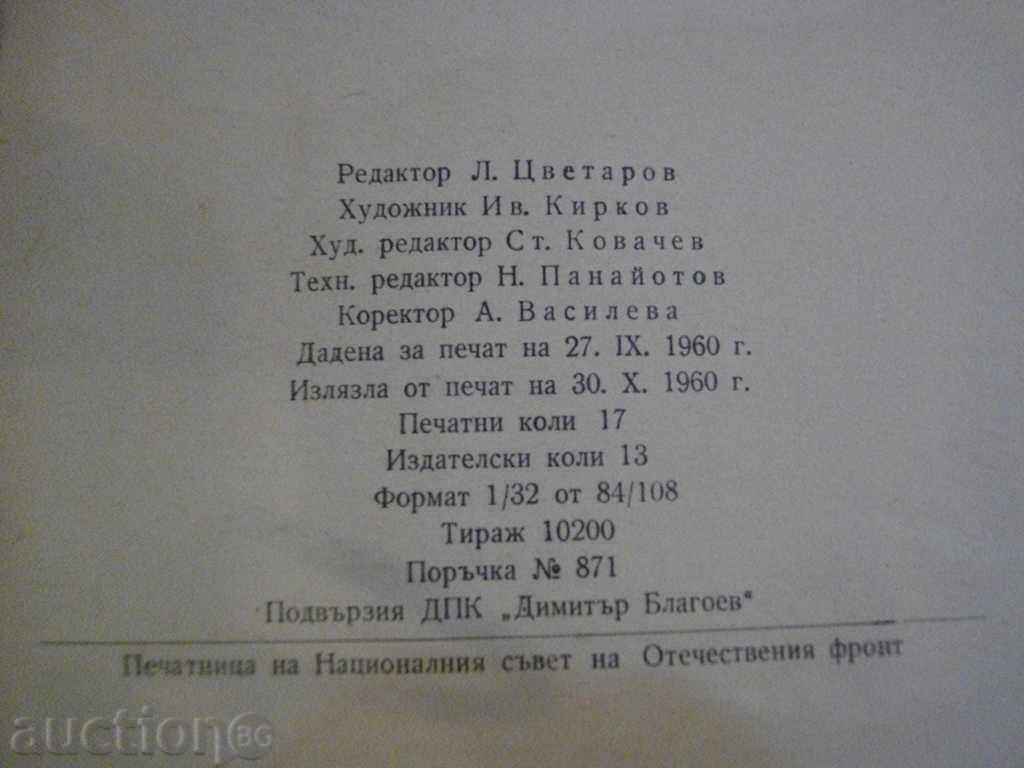 Редактор Л. Цветаров
Художник Ив. Кирков
Худ. редактор Ст. Ковачев
Техн. редактор Н. Панайотов
Коректор А. Василева
Дадена за печат на 27. IX. 1960 г.
Излязла от печат на 30. X. 1960 г.
Печатни коли 17
Издателски коли 13
Формат 1/32 от 84/108
Тираж 10200
Поръчка № 871
Подвързия ДПК „Димитър Благоев“
Печатница на Националния съвет на Отечествения фронт
auctionBG